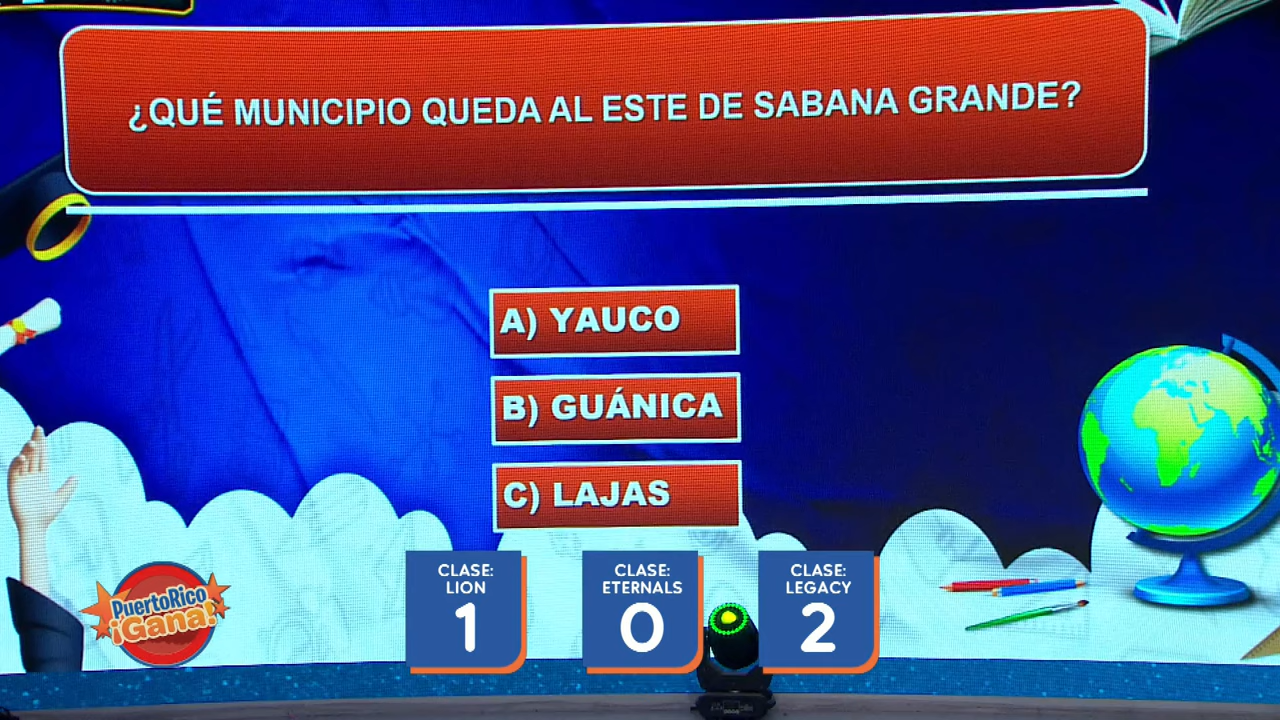 ¿QUÉ MUNICIPIO QUEDA AL ESTE DE SABANA GRANDE?
A) YAUCO
B) GUÁNICA
C) LAJAS
CLASE:
LION
1
CLASE:
ETERNALS
0
CLASE:
LEGACY
2
PuertoRico
¡Gana!